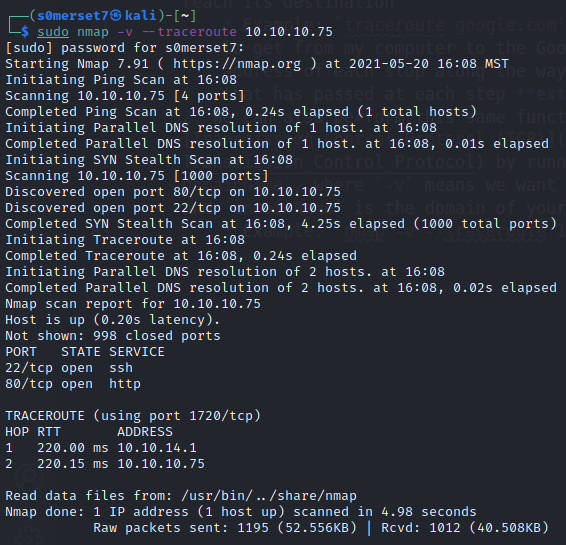 ┌──(s0merset7㉿kali)-[~]
└─$ sudo nmap -v --traceroute 10.10.10.75
[sudo] password for s0merset7:
Starting Nmap 7.91 ( https://nmap.org ) at 2021-05-20 16:08 MST
Initiating Ping Scan at 16:08
Scanning 10.10.10.75 [4 ports]
Completed Ping Scan at 16:08, 0.24s elapsed (1 total hosts)
Initiating Parallel DNS resolution of 1 host. at 16:08
Completed Parallel DNS resolution of 1 host. at 16:08, 0.01s elapsed
Initiating SYN Stealth Scan at 16:08
Scanning 10.10.10.75 [1000 ports]
Discovered open port 80/tcp on 10.10.10.75
Discovered open port 22/tcp on 10.10.10.75
Completed SYN Stealth Scan at 16:08, 4.25s elapsed (1000 total ports)
Initiating Traceroute at 16:08
Completed Traceroute at 16:08, 0.24s elapsed
Initiating Parallel DNS resolution of 2 hosts. at 16:08
Completed Parallel DNS resolution of 2 hosts. at 16:08, 0.02s elapsed
Nmap scan report for 10.10.10.75
Host is up (0.20s latency).
Not shown: 998 closed ports
PORT   STATE SERVICE
22/tcp open  ssh
80/tcp open  http
TRACEROUTE (using port 1720/tcp)
HOP RTT       ADDRESS
1   220.00 ms 10.10.14.1
2   220.15 ms 10.10.10.75
Read data files from: /usr/bin/../share/nmap
Nmap done: 1 IP address (1 host up) scanned in 4.98 seconds
Raw packets sent: 1195 (52.556KB) | Rcvd: 1012 (40.508KB)